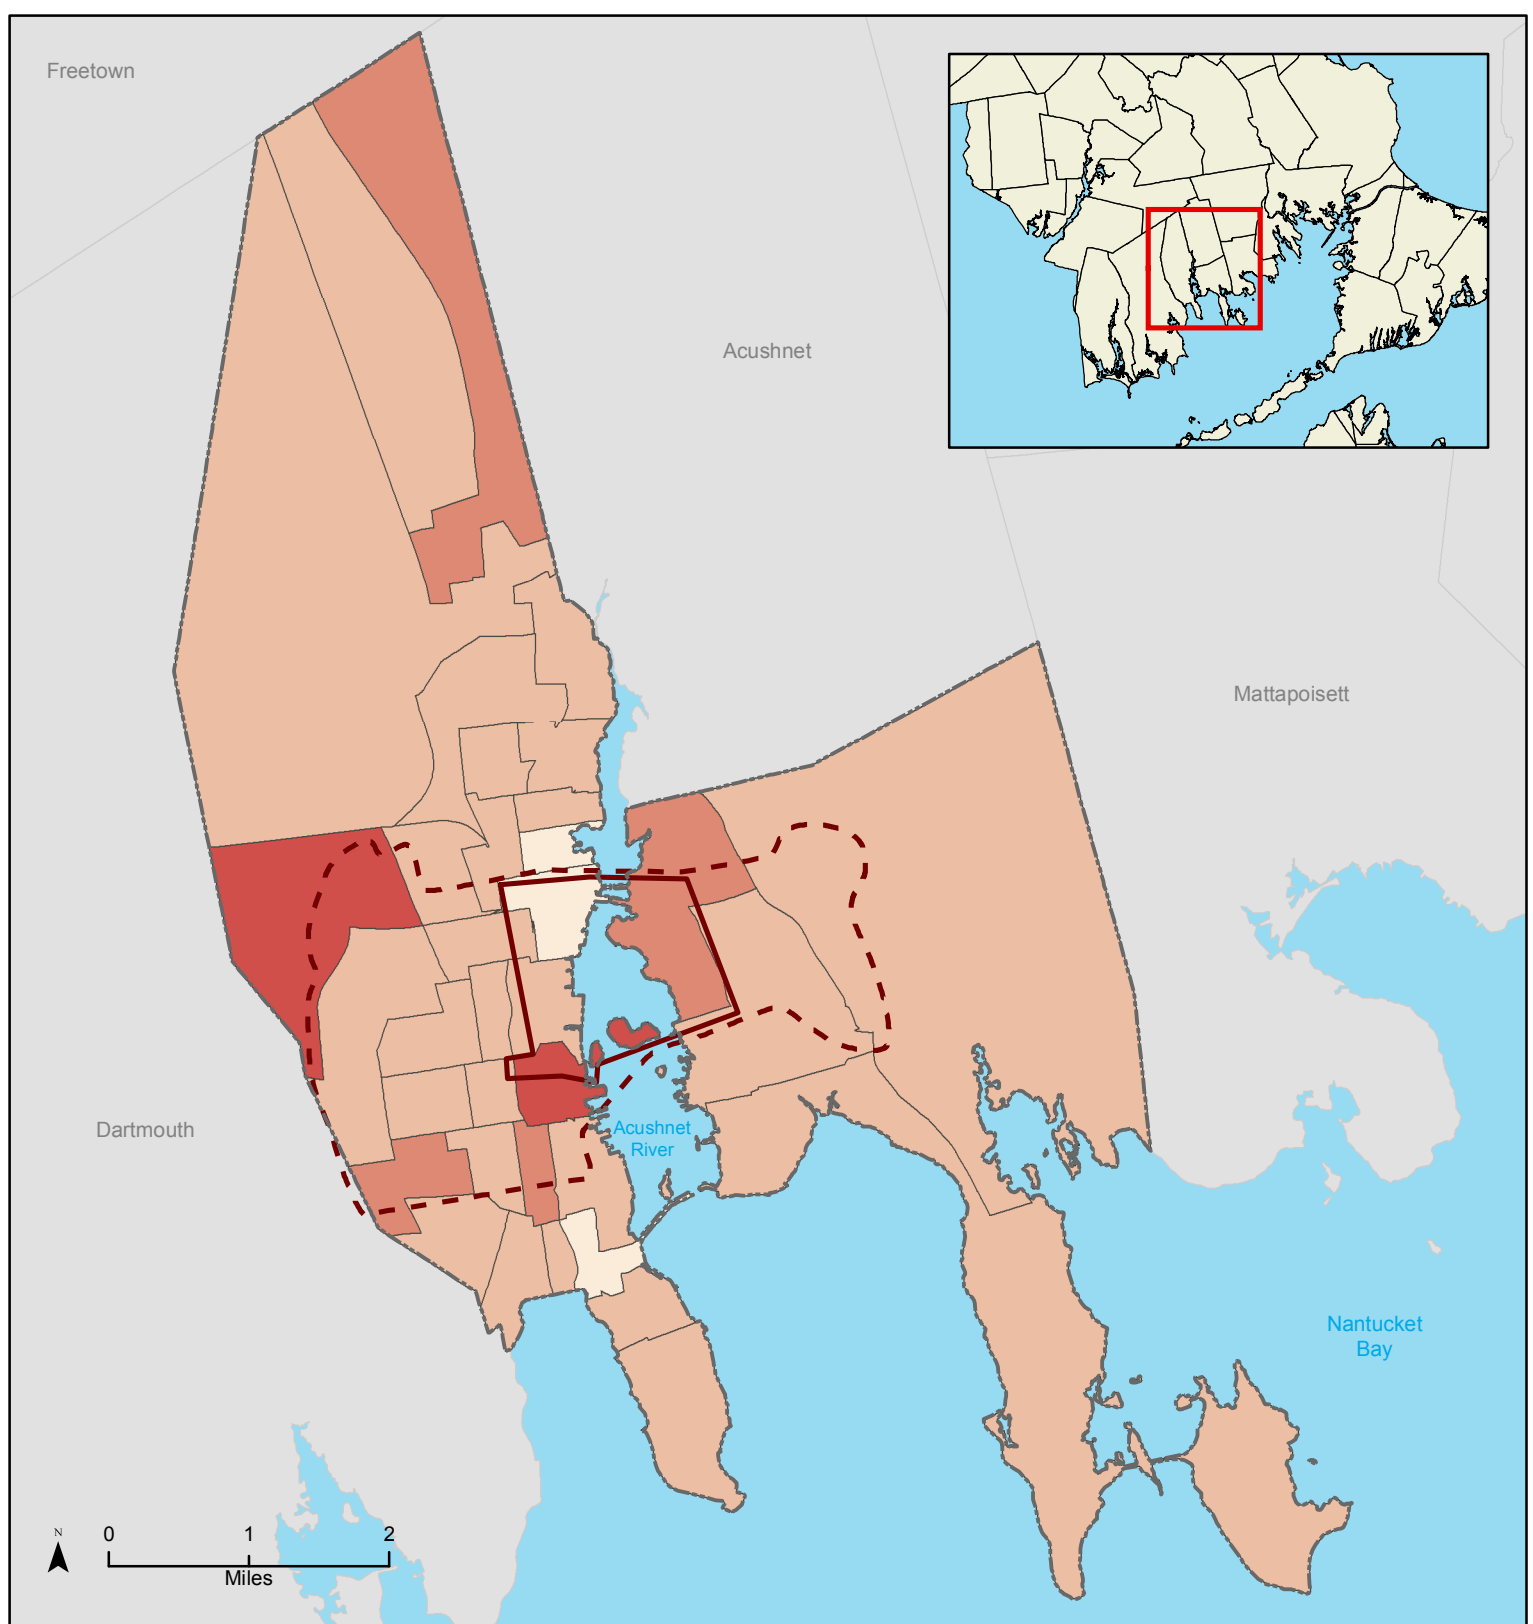 Freetown
Acushnet
Mattapoisett
Dartmouth
Acushnet
River
Nantucket
Bay
N
0 1 2
Miles